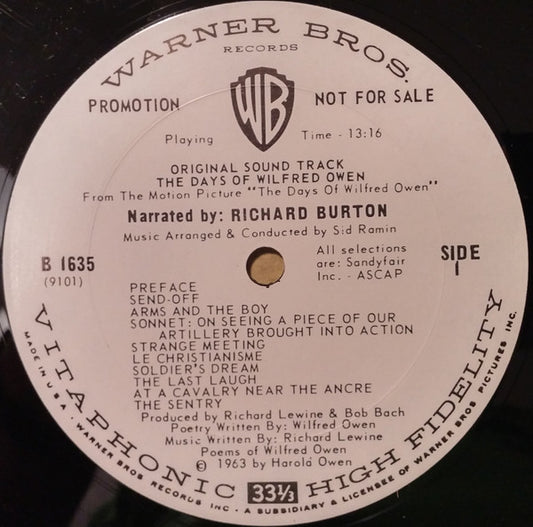 WARNER BROS.
RECORDS
WB
PROMOTION NOT FOR SALE
Playing Time - 13:16
ORIGINAL SOUND TRACK
THE DAYS OF WILFRED OWEN
From The Motion Picture "The Days Of Wilfred Owen"
Narrated by: RICHARD BURTON
Music Arranged & Conducted by Sid Ramin
All selections
are: Sandyfair
Inc. - ASCAP
B 1635
(9101)
SIDE
1
PREFACE
SEND-OFF
ARMS AND THE BOY
SONNET: ON SEEING A PIECE OF OUR
ARTILLERY BROUGHT INTO ACTION
STRANGE MEETING
LE CHRISTIANISME
SOLDIER'S DREAM
THE LAST LAUGH
AT A CAVALRY NEAR THE ANCRE
THE SENTRY
Produced by Richard Lewine & Bob Bach
Poetry Written By: Wilfred Owen
Music Written By: Richard Lewine
Poems of Wilfred Owen
© 1963 by Harold Owen
VITAPHONIC 33⅓ HIGH FIDELITY
MADE IN U.S.A. • WARNER BROS. RECORDS INC. • A SUBSIDIARY & LICENSEE OF WARNER BROS. PICTURES INC.